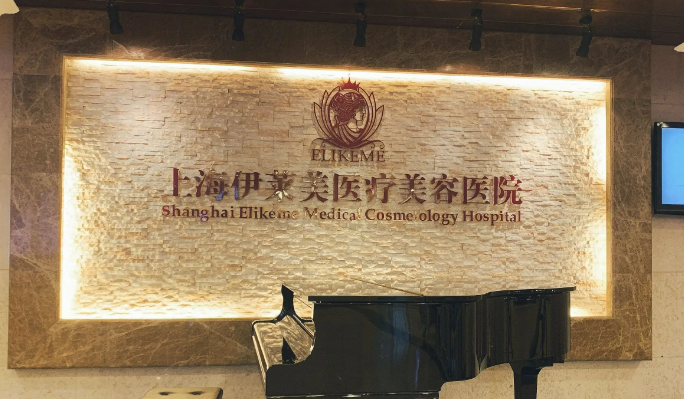 ELIKEME
上海伊莱美医疗美容医院
Shanghai Elikeme Medical Cosmetology Hospital